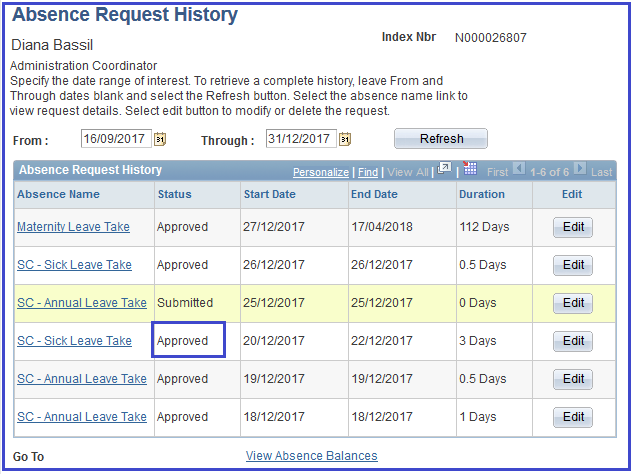 Absence Request History
Diana Bassil
Index Nbr N000026807
Administration Coordinator
Specify the date range of interest. To retrieve a complete history, leave From and
Through dates blank and select the Refresh button. Select the absence name link to
view request details. Select edit button to modify or delete the request.
From : 16/09/2017 31 Through : 31/12/2017 31 Refresh
Absence Request History Personalize | Find | View All | | First 1-6 of 6 Last
Absence Name Status Start Date End Date Duration Edit
Maternity Leave Take Approved 27/12/2017 17/04/2018 112 Days Edit
SC - Sick Leave Take Approved 26/12/2017 26/12/2017 0.5 Days Edit
SC - Annual Leave Take Submitted 25/12/2017 25/12/2017 0 Days Edit
SC - Sick Leave Take Approved 20/12/2017 22/12/2017 3 Days Edit
SC - Annual Leave Take Approved 19/12/2017 19/12/2017 0.5 Days Edit
SC - Annual Leave Take Approved 18/12/2017 18/12/2017 1 Days Edit
Go To View Absence Balances